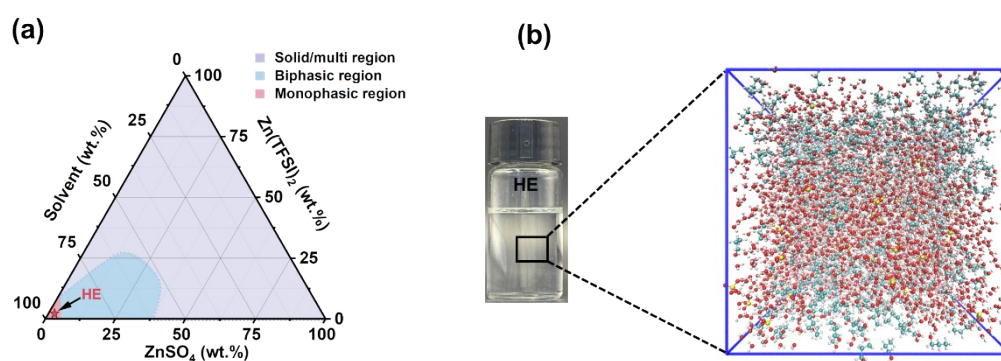 (a)
Solid/multi region
Biphasic region
Monophasic region
0
100
25
75
Solvent (wt.%)
Zn(TFSI)₂ (wt.%)
50
50
75
25
HE
100
0
0
25
50
75
100
ZnSO₄ (wt.%)
(b)
HE